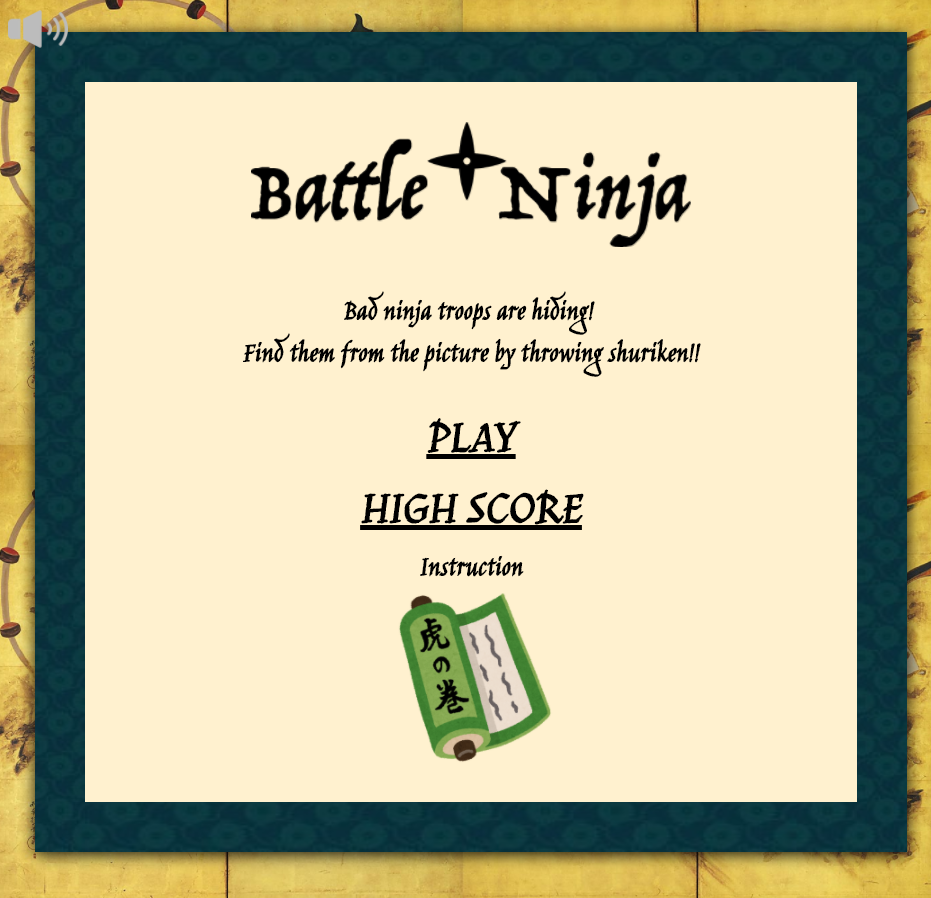 Battle Ninja
Bad ninja troops are hiding!
Find them from the picture by throwing shuriken!!
PLAY
HIGH SCORE
Instruction
虎の巻